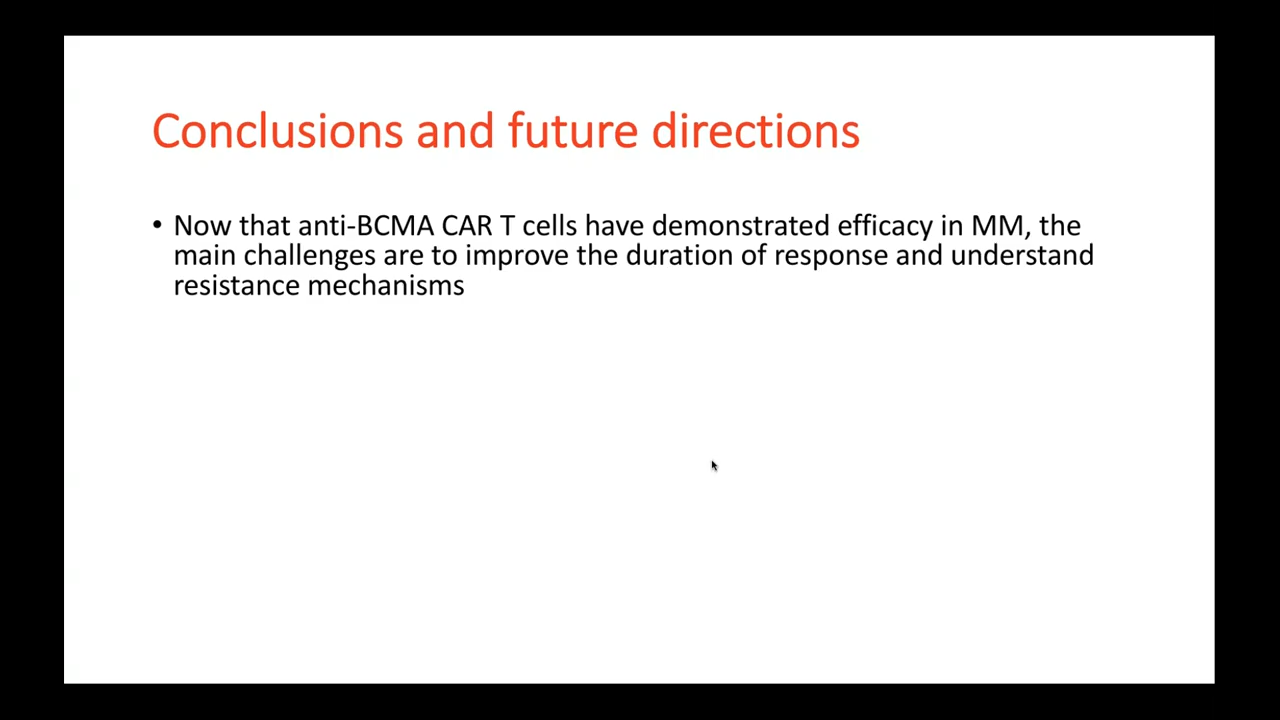 Conclusions and future directions
• Now that anti-BCMA CAR T cells have demonstrated efficacy in MM, the
main challenges are to improve the duration of response and understand
resistance mechanisms